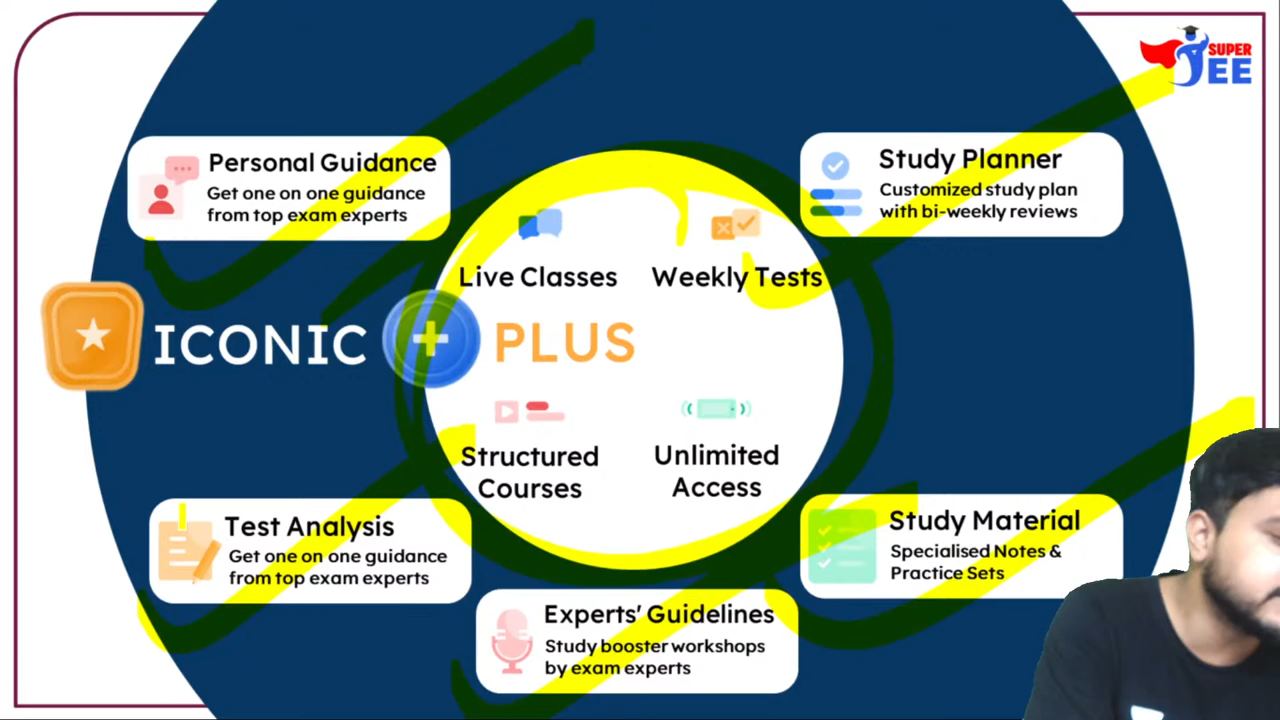 SUPER
JEE
Personal Guidance
Get one on one guidance
from top exam experts
Study Planner
Customized study plan
with bi-weekly reviews
Live Classes
Weekly Tests
ICONIC
PLUS
Structured
Courses
Unlimited
Access
Test Analysis
Get one on one guidance
from top exam experts
Study Material
Specialised Notes &
Practice Sets
Experts' Guidelines
Study booster workshops
by exam experts